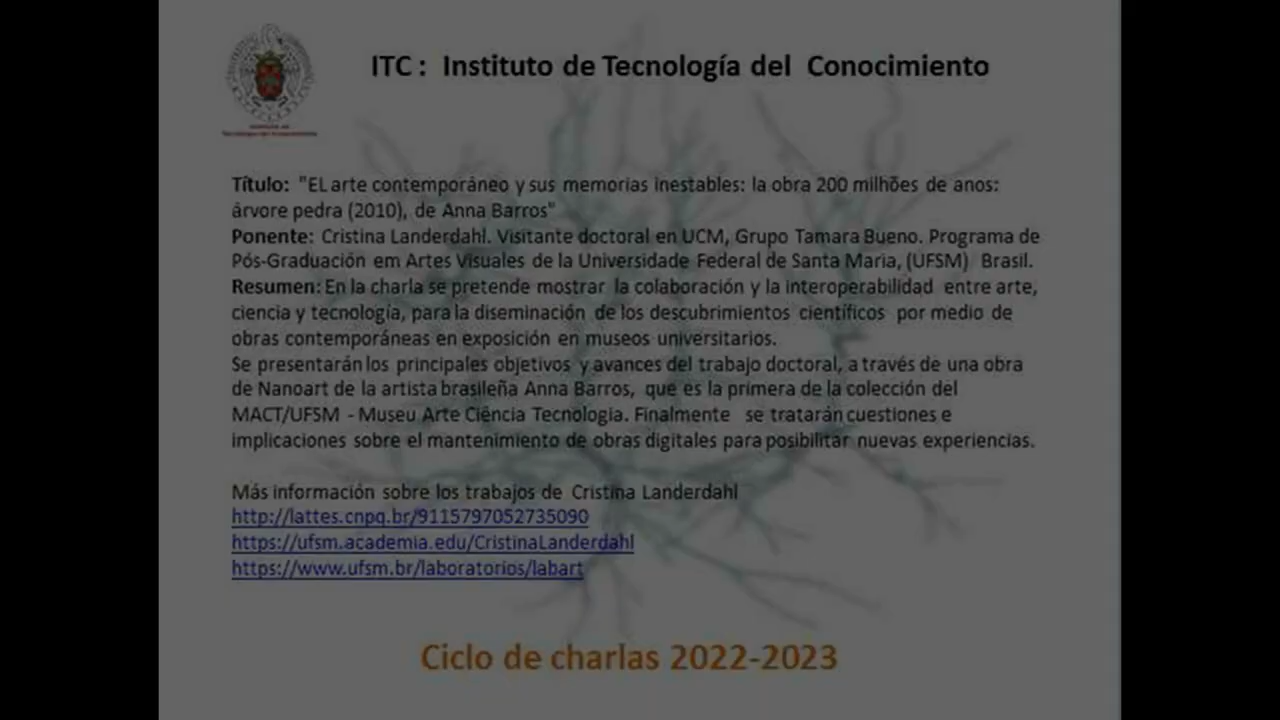 ITC : Instituto de Tecnología del Conocimiento
Título: "EL arte contemporáneo y sus memorias inestables: la obra 200 milhões de anos:
árvore pedra (2010), de Anna Barros"
Ponente: Cristina Landerdahl. Visitante doctoral en UCM, Grupo Tamara Bueno. Programa de
Pós-Graduación em Artes Visuales de la Universidade Federal de Santa Maria, (UFSM) Brasil.
Resumen: En la charla se pretende mostrar la colaboración y la interoperabilidad entre arte,
ciencia y tecnología, para la diseminación de los descubrimientos científicos por medio de
obras contemporáneas en exposición en museos universitarios.
Se presentarán los principales objetivos y avances del trabajo doctoral, a través de una obra
de Nanoart de la artista brasileña Anna Barros, que es la primera de la colección del
MACT/UFSM - Museu Arte Ciência Tecnologia. Finalmente se tratarán cuestiones e
implicaciones sobre el mantenimiento de obras digitales para posibilitar nuevas experiencias.
Más información sobre los trabajos de Cristina Landerdahl
http://lattes.cnpq.br/9115797052735090
https://ufsm.academia.edu/CristinaLanderdahl
https://www.ufsm.br/laboratorios/labart
Ciclo de charlas 2022-2023